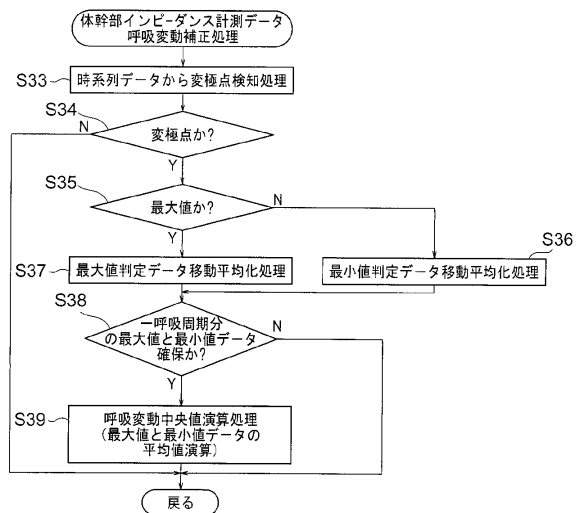 体幹部インピーダンス計測データ
呼吸変動補正処理
S33
時系列データから変極点検知処理
S34
N
変極点か?
Y
S35
最大値か?
N
Y
S36
S37
最大値判定データ移動平均化処理
最小値判定データ移動平均化処理
S38
一呼吸周期分
の最大値と最小値データ
確保か?
N
Y
S39
呼吸変動中央値演算処理
(最大値と最小値データの
平均値演算)
戻る